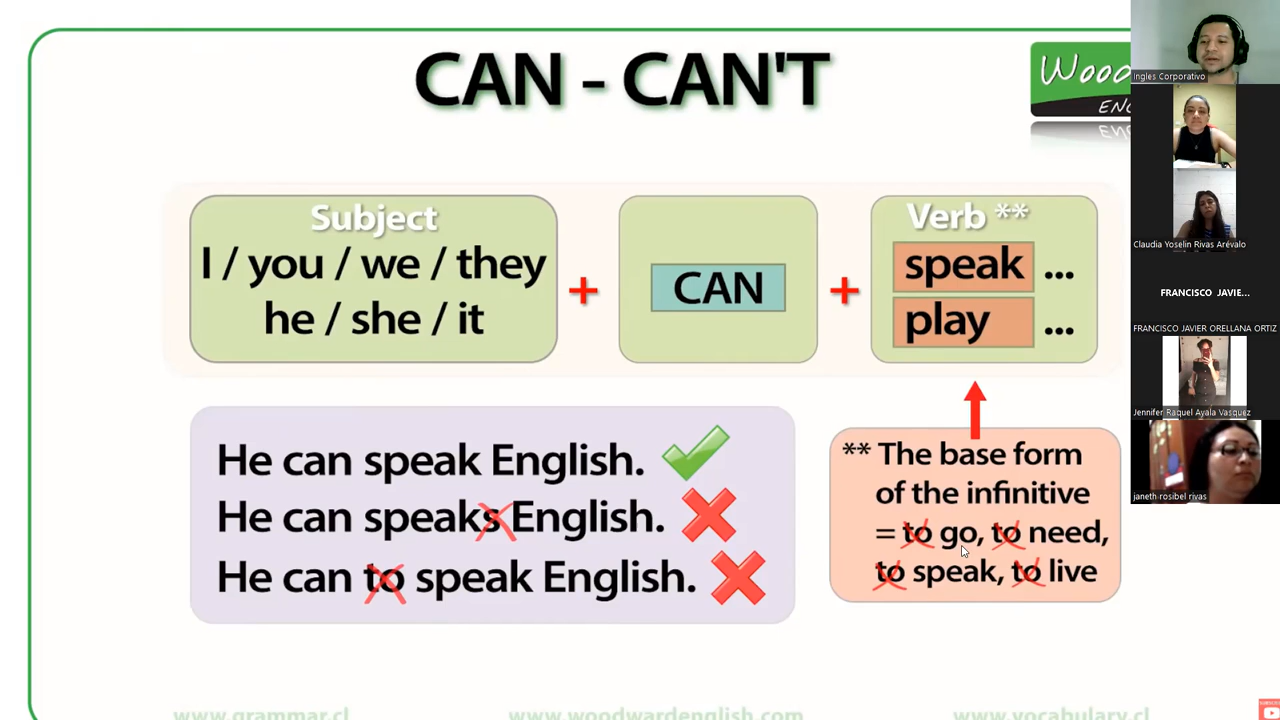 CAN - CAN'T
Subject
I / you / we / they
he / she / it
+
CAN
+
Verb **
speak ...
play ...
He can speak English.
He can speaks English.
He can to speak English.
** The base form
of the infinitive
= to go, to need,
to speak, to live
www.grammar.cl
www.woodwardenglish.com
www.vocabulary.cl
Ingles Corporativo
Claudia Yoselin Rivas Arévalo
FRANCISCO JAVIE...
FRANCISCO JAVIER ORELLANA ORTIZ
Jennifer Raquel Ayala Vasquez
janeth rosibel rivas